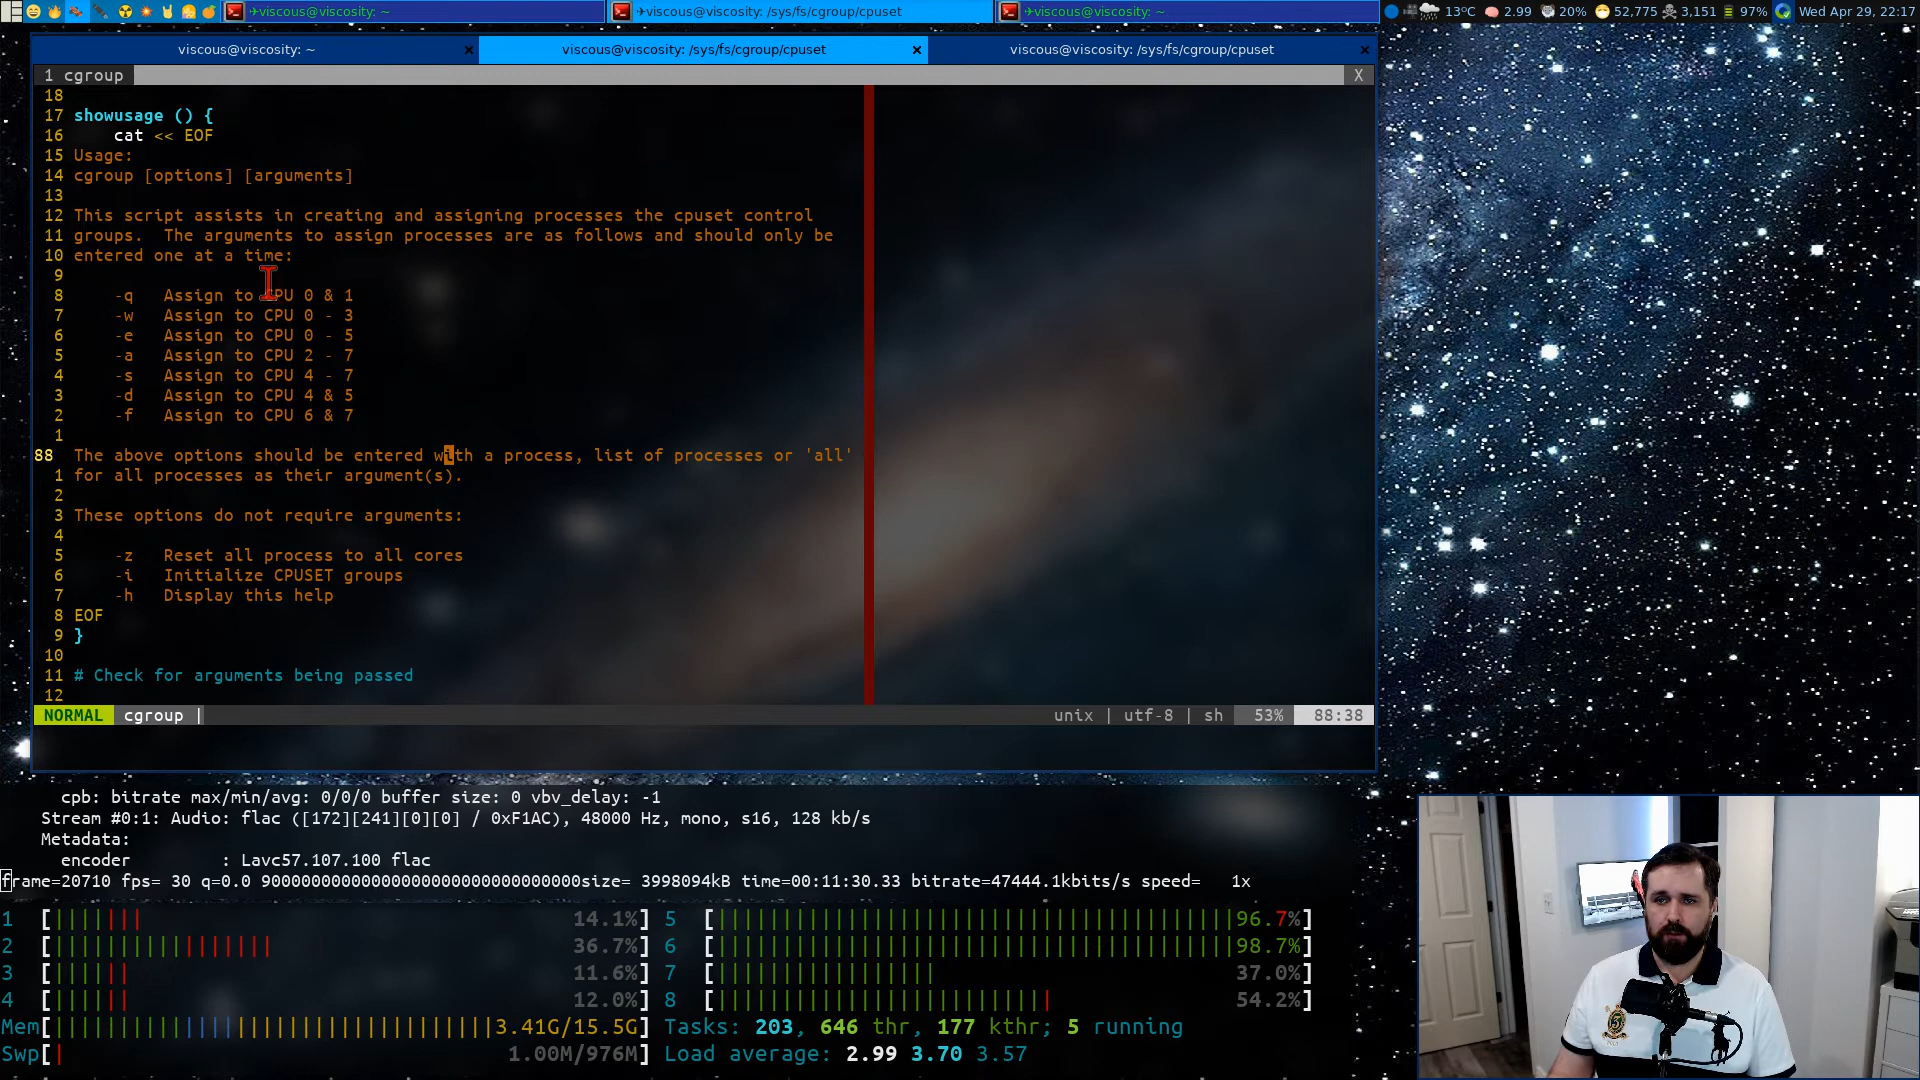 viscous@viscosity: ~
viscous@viscosity: /sys/fs/cgroup/cpuset
viscous@viscosity: ~
13ºC 2.99 20% 52,775 3,151 97% Wed Apr 29, 22:17
viscous@viscosity: ~ ×
viscous@viscosity: /sys/fs/cgroup/cpuset ×
viscous@viscosity: /sys/fs/cgroup/cpuset ×
1 cgroup X
18
17 showusage () {
16 cat << EOF
15 Usage:
14 cgroup [options] [arguments]
13
12 This script assists in creating and assigning processes the cpuset control
11 groups.  The arguments to assign processes are as follows and should only be
10 entered one at a time:
9
8 -q Assign to CPU 0 & 1
7 -w Assign to CPU 0 - 3
6 -e Assign to CPU 0 - 5
5 -a Assign to CPU 2 - 7
4 -s Assign to CPU 4 - 7
3 -d Assign to CPU 4 & 5
2 -f Assign to CPU 6 & 7
1
88 The above options should be entered with a process, list of processes or 'all'
1 for all processes as their argument(s).
2
3 These options do not require arguments:
4
5 -z Reset all process to all cores
6 -i Initialize CPUSET groups
7 -h Display this help
8 EOF
9 }
10
11 # Check for arguments being passed
12
NORMAL cgroup | unix | utf-8 | sh 53% 88:38
cpb: bitrate max/min/avg: 0/0/0 buffer size: 0 vbv_delay: -1
Stream #0:1: Audio: flac ([172][241][0][0] / 0xF1AC), 48000 Hz, mono, s16, 128 kb/s
Metadata:
encoder : Lavc57.107.100 flac
frame=20710 fps= 30 q=0.0 90000000000000000000000000000000size= 3998094kB time=00:11:30.33 bitrate=47444.1kbits/s speed= 1x
1 [||||||| 14.1%] 5 [|||||||||||||||||||||||||||||||||||||||||||||||||||96.7%]
2 [|||||||||||||||||||||| 36.7%] 6 [|||||||||||||||||||||||||||||||||||||||||||||||||||98.7%]
3 [|||||||| 11.6%] 7 [|||||||||||||||||||||| 37.0%]
4 [|||||||| 12.0%] 8 [|||||||||||||||||||||||||||||||||| 54.2%]
Mem[||||||||||||||||||||||||||||||||||||||||||||3.41G/15.5G] Tasks: 203, 646 thr, 177 kthr; 5 running
Swp[| 1.00M/976M] Load average: 2.99 3.70 3.57